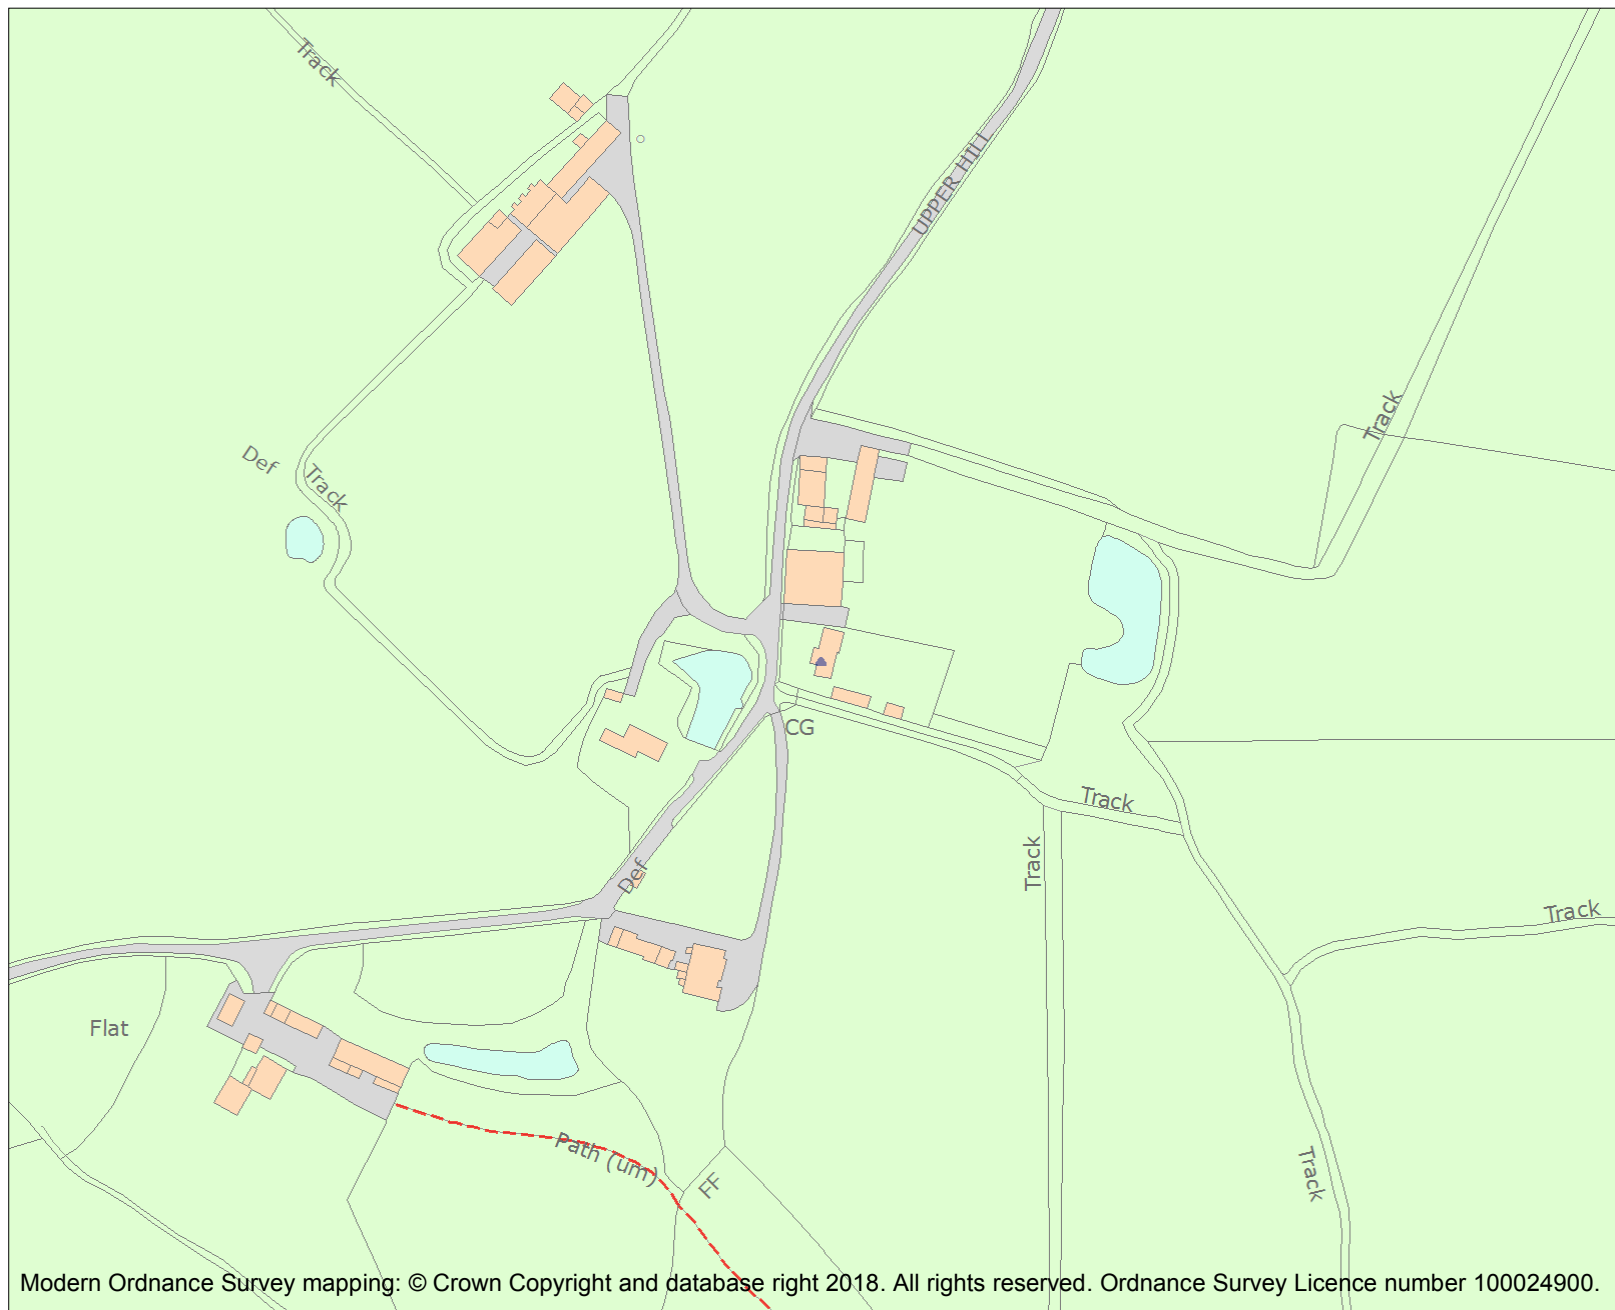 Track
UPPER HILL
Track
Def
Track
CG
Track
Track
Def
Track
Flat
Path (um)
FF
Track
Modern Ordnance Survey mapping: © Crown Copyright and database right 2018. All rights reserved. Ordnance Survey Licence number 100024900.